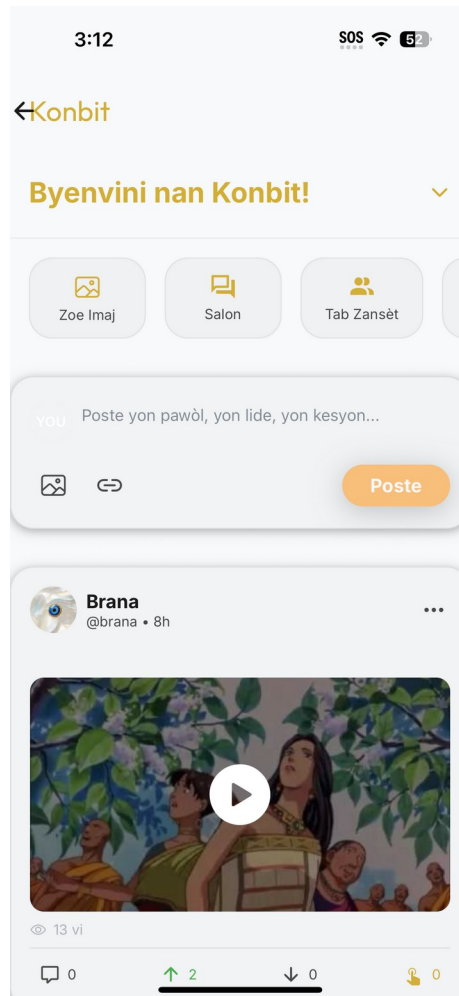 3:12
SOS
52
Konbit
Byenvini nan Konbit!
Zoe Imaj
Salon
Tab Zansèt
YOU
Poste yon pawòl, yon lide, yon kesyon...
Poste
Brana
@brana • 8h
13 vi
0
2
0
0